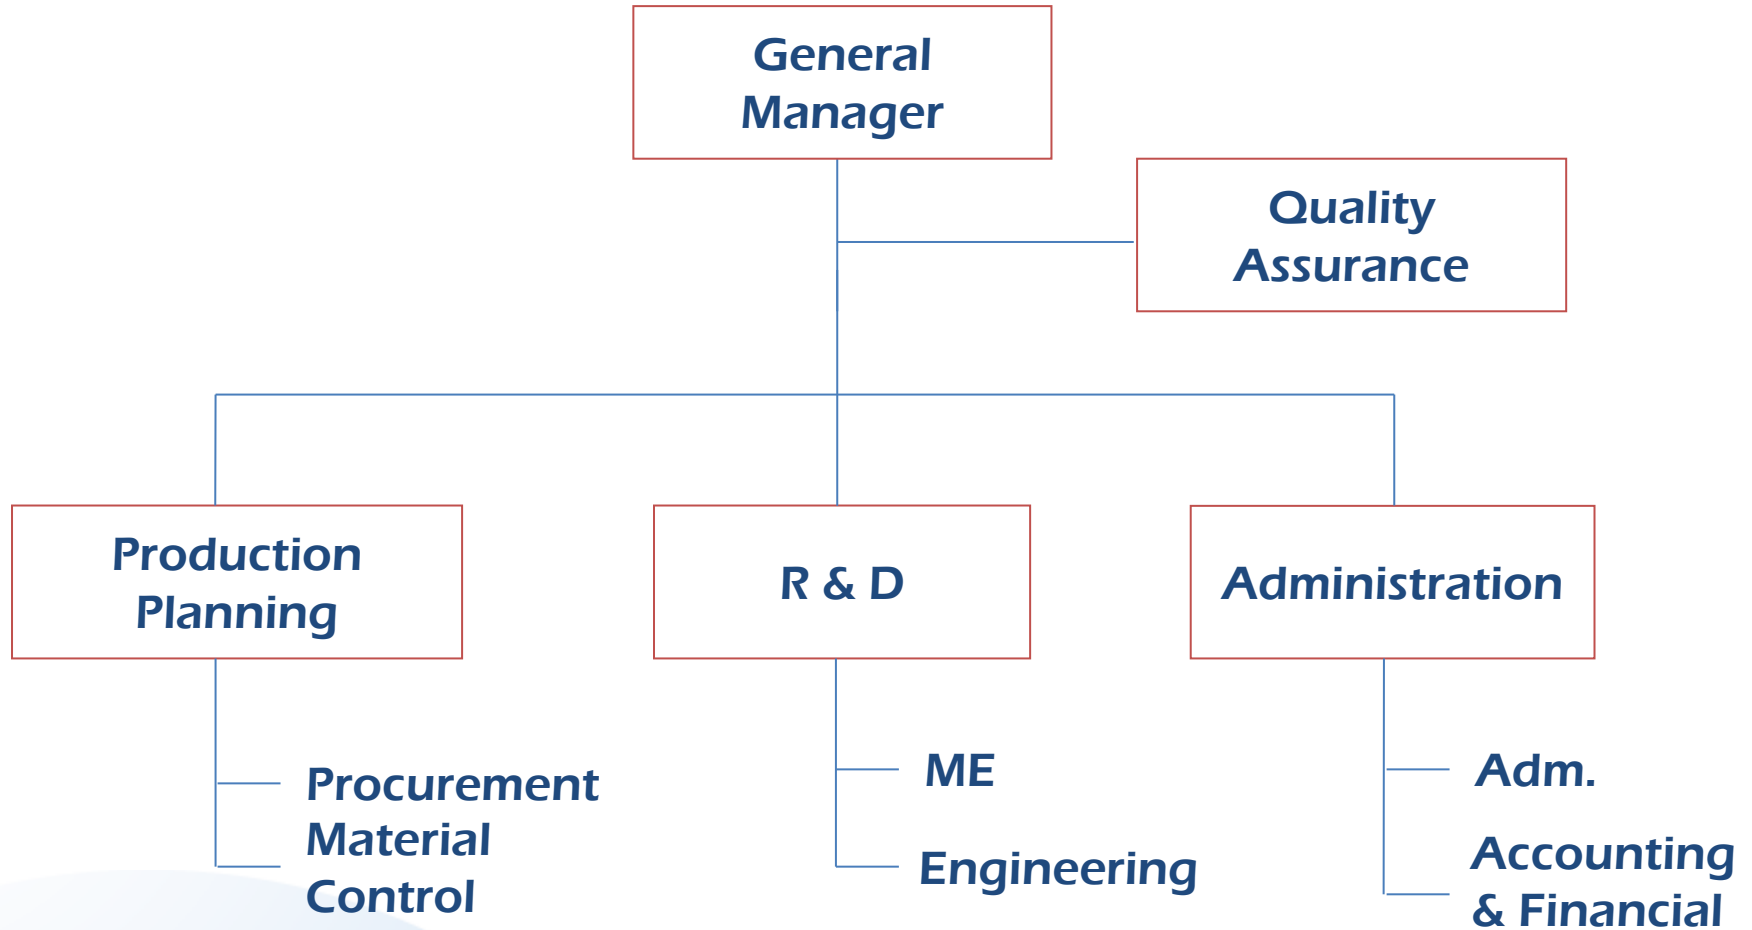 General
Manager
Quality
Assurance
Production
Planning
R & D
Administration
Procurement
Material
Control
ME
Engineering
Adm.
Accounting
& Financial